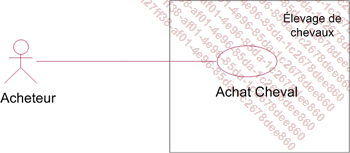 Élevage de
chevaux
Acheteur
Achat Cheval